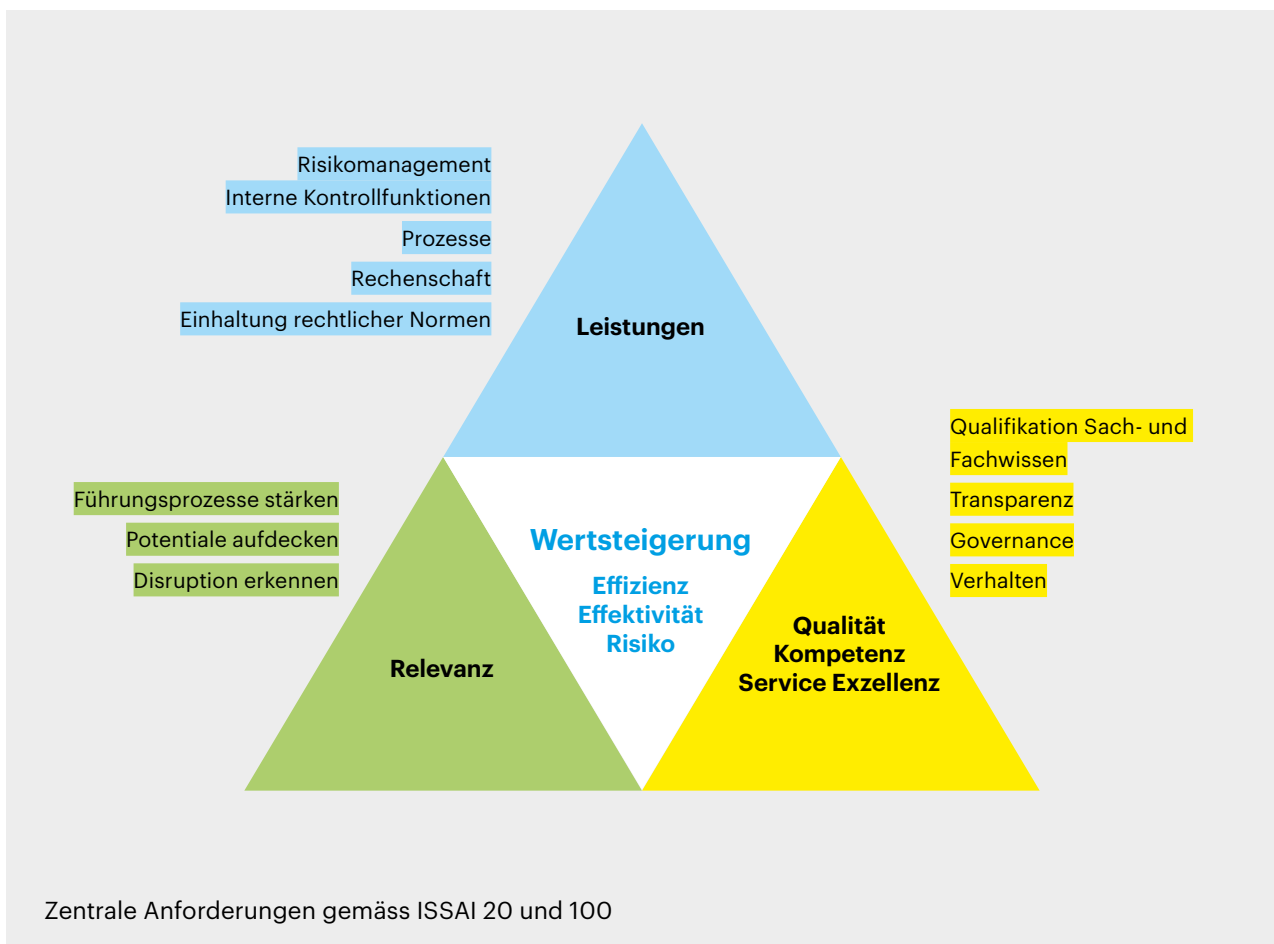 Risikomanagement
Interne Kontrollfunktionen
Prozesse
Rechenschaft
Einhaltung rechtlicher Normen
Leistungen
Qualifikation Sach- und
Fachwissen
Transparenz
Governance
Verhalten
Führungsprozesse stärken
Potentiale aufdecken
Disruption erkennen
Wertsteigerung
Effizienz
Effektivität
Risiko
Relevanz
Qualität
Kompetenz
Service Exzellenz
Zentrale Anforderungen gemäss ISSAI 20 und 100